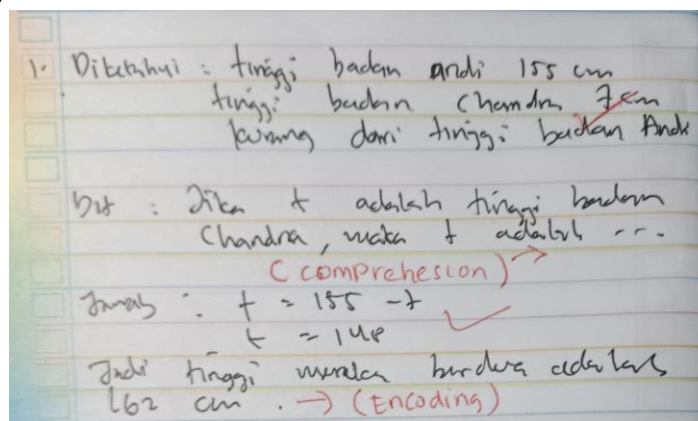 1. Diketahui : tinggi badan andi 155 cm
tinggi badan Chandra 7 cm
kurang dari tinggi badan Andi
Dit : Jika t adalah tinggi badan
Chandra, maka t adalah ...
(comprehesion)
Jawab : t = 155 - 7
t = 148
Jadi tinggi mereka berdua adalah
162 cm . → (Encoding)